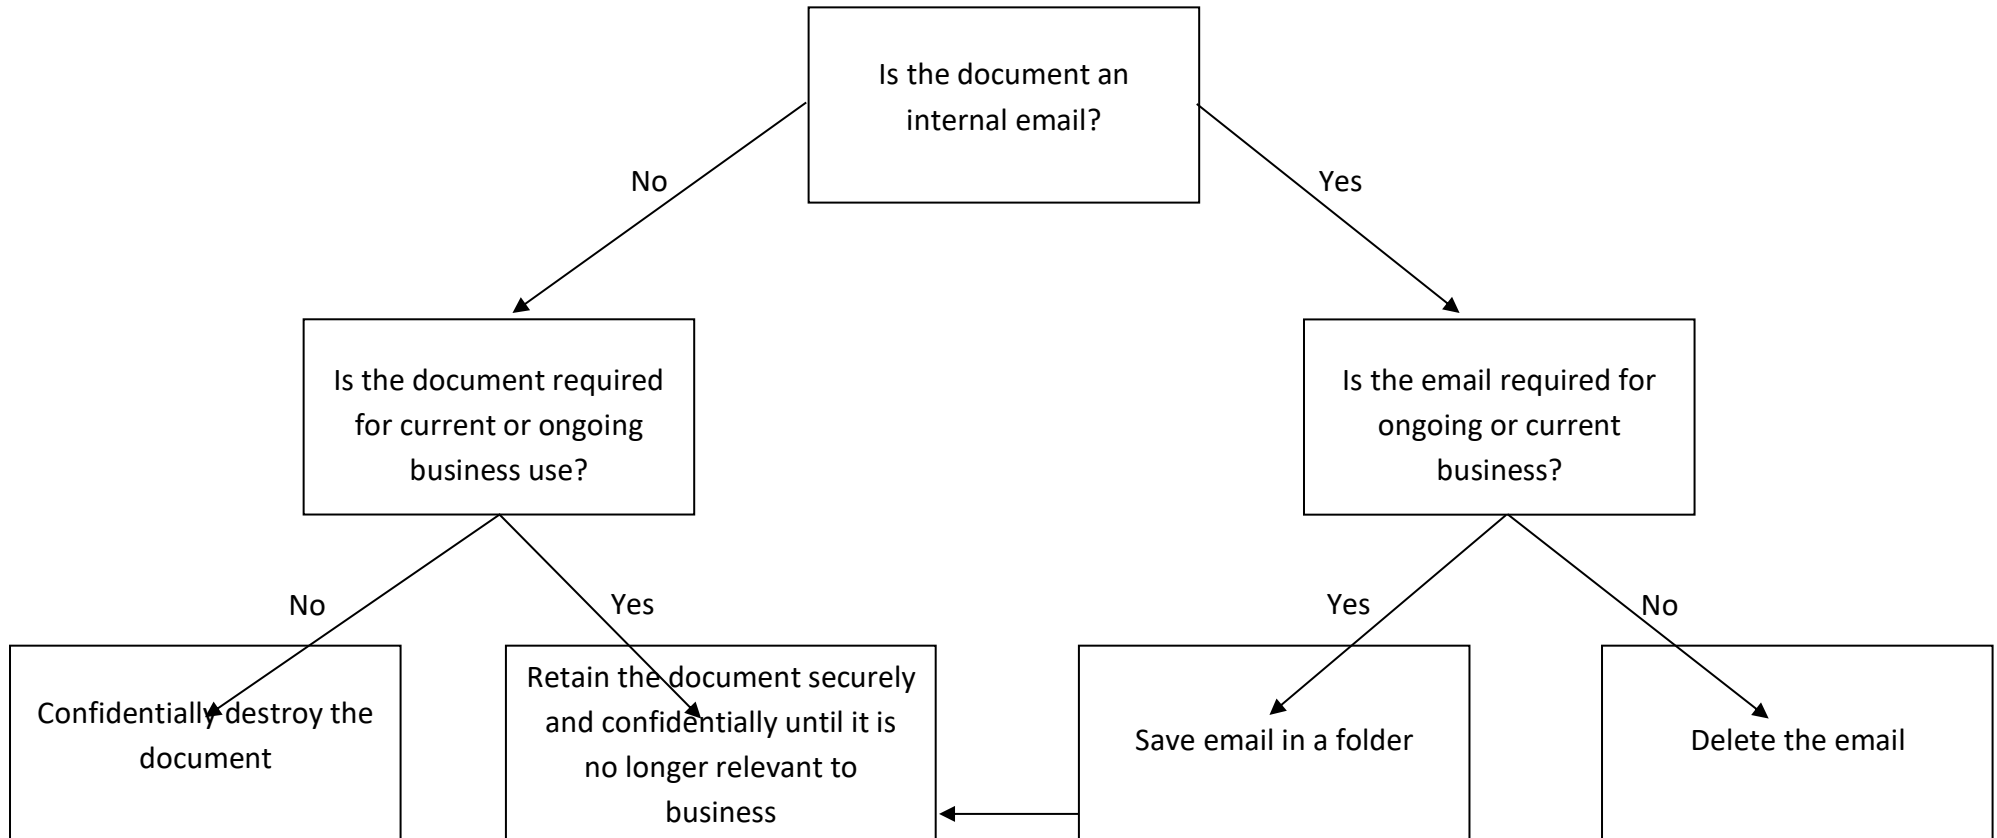 Is the document an
internal email?
No
Yes
Is the document required
for current or ongoing
business use?
Is the email required for
ongoing or current
business?
No
Yes
Yes
No
Confidentially destroy the
document
Retain the document securely
and confidentially until it is
no longer relevant to
business
Save email in a folder
Delete the email